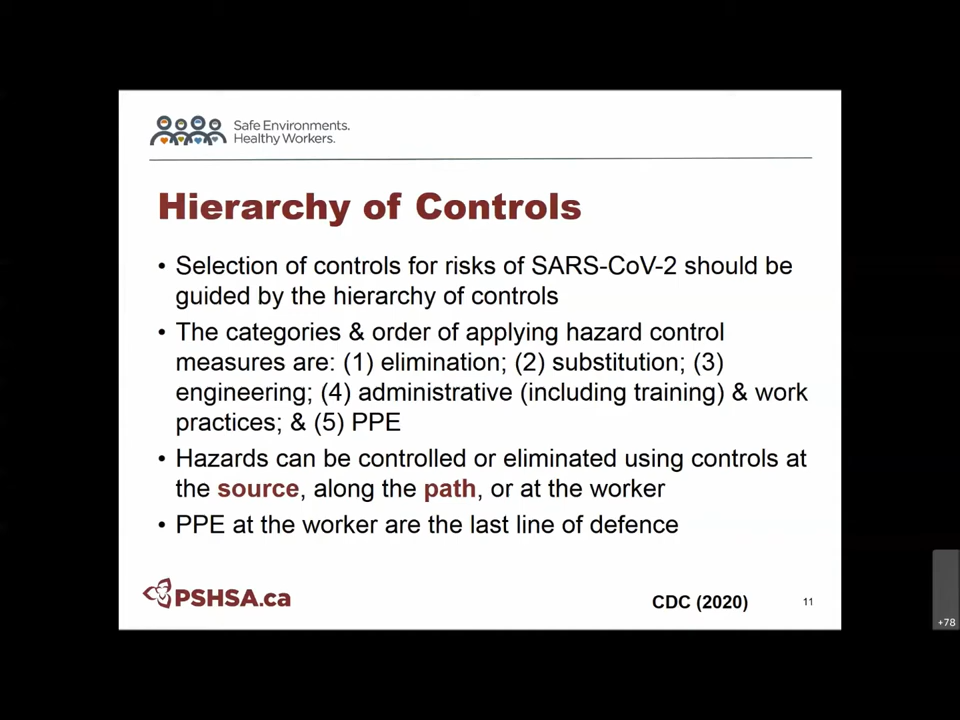 Safe Environments.
Healthy Workers.
Hierarchy of Controls
• Selection of controls for risks of SARS-CoV-2 should be
guided by the hierarchy of controls
• The categories & order of applying hazard control
measures are: (1) elimination; (2) substitution; (3)
engineering; (4) administrative (including training) & work
practices; & (5) PPE
• Hazards can be controlled or eliminated using controls at
the source, along the path, or at the worker
• PPE at the worker are the last line of defence
PSHSA.ca
CDC (2020)
11
+78